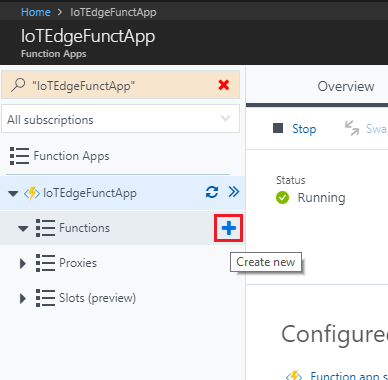 Home > IoTEdgeFunctApp
IoTEdgeFunctApp
Function Apps
"IoTEdgeFunctApp"
All subscriptions
Function Apps
IoTEdgeFunctApp
Functions
Create new
Proxies
Slots (preview)
Overview
Stop
Swa
Status
Running
Configured
Function app s